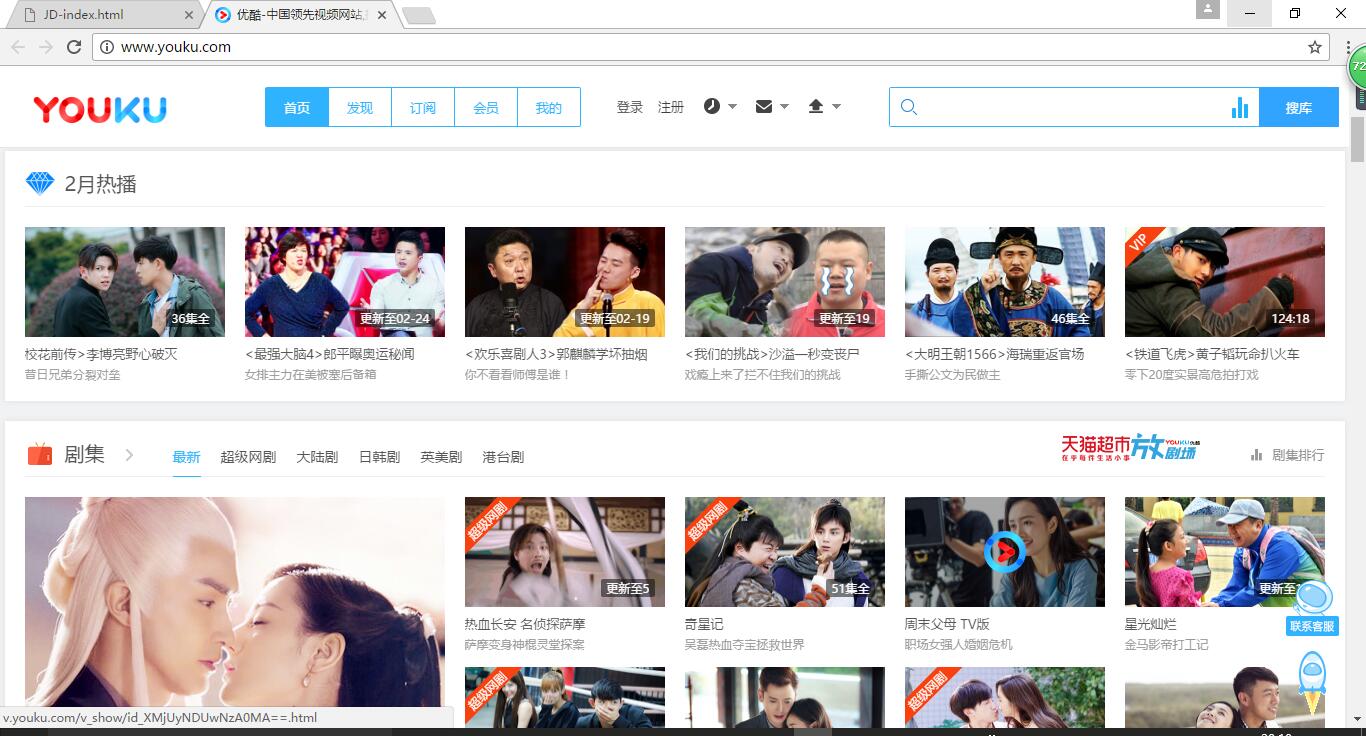 JD-index.html
优酷-中国领先视频网站,
www.youku.com
72
YOUKU
首页 发现 订阅 会员 我的
登录 注册
搜库
2月热播
36集全
更新至02-24
更新至02-19
更新至19
46集全
VIP
124:18
校花前传>李博亮野心破灭
昔日兄弟分裂对垒
<最强大脑4>郎平曝奥运秘闻
女排主力在美被塞后备箱
<欢乐喜剧人3>郭麒麟学坏抽烟
你不看看师傅是谁！
<我们的挑战>沙溢一秒变丧尸
戏瘾上来了拦不住我们的挑战
<大明王朝1566>海瑞重返官场
手撕公文为民做主
<铁道飞虎>黄子韬玩命扒火车
零下20度实景高危拍打戏
剧集
最新 超级网剧 大陆剧 日韩剧 英美剧 港台剧
天猫超市
在乎每件生活小事
放
YOUKU优酷
剧场
剧集排行
超级网剧
更新至5
超级网剧
51集全
更新至
热血长安 名侦探萨摩
萨摩变身神棍灵堂探案
奇星记
吴磊热血夺宝拯救世界
周末父母 TV版
职场女强人婚姻危机
星光灿烂
金马影帝打工记
联系客服
超级网剧
超级网剧
v.youku.com/v_show/id_XMjUyNDUwNzA0MA==.html